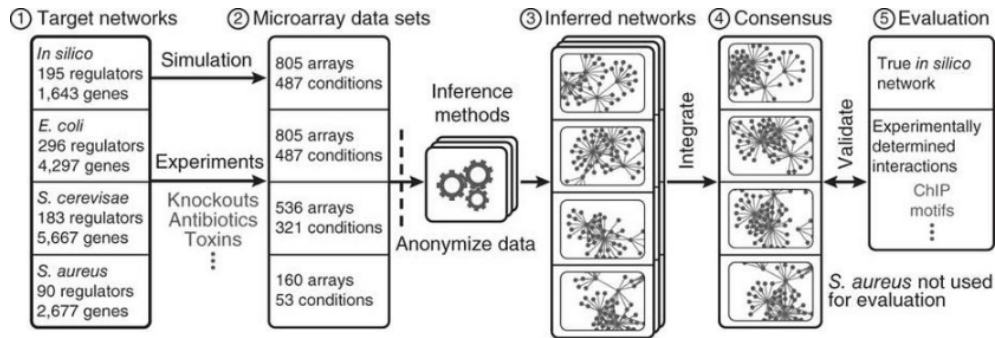 ① Target networks
In silico
195 regulators
1,643 genes
E. coli
296 regulators
4,297 genes
S. cerevisae
183 regulators
5,667 genes
S. aureus
90 regulators
2,677 genes
Simulation
Experiments
Knockouts
Antibiotics
Toxins
② Microarray data sets
805 arrays
487 conditions
805 arrays
487 conditions
536 arrays
321 conditions
160 arrays
53 conditions
Inference
methods
Anonymize data
③ Inferred networks
Integrate
④ Consensus
Validate
⑤ Evaluation
True in silico
network
Experimentally
determined
interactions
ChIP
motifs
S. aureus not used
for evaluation